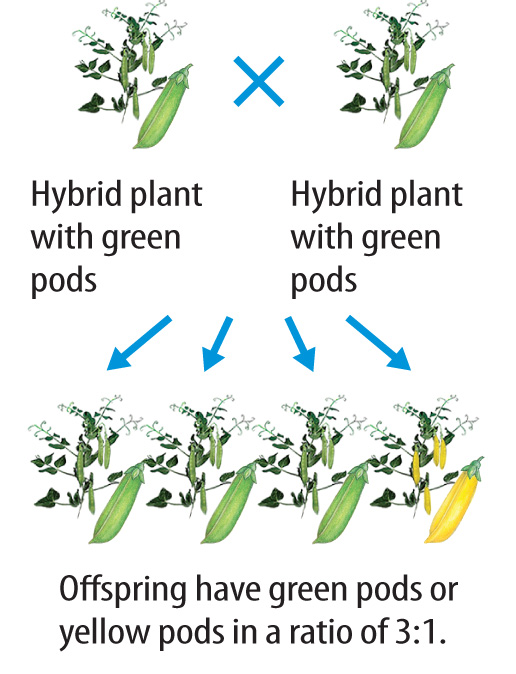 Hybrid plant
with green
pods
Hybrid plant
with green
pods
Offspring have green pods or
yellow pods in a ratio of 3:1.